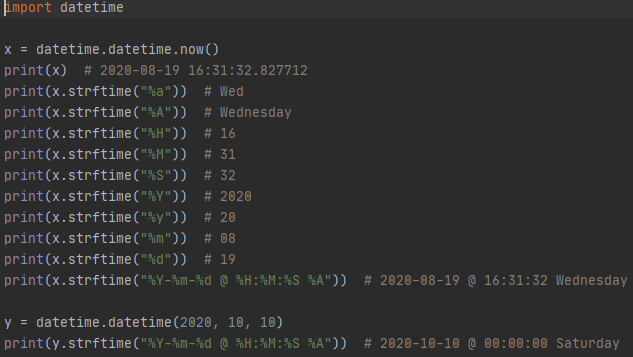 import datetime
x = datetime.datetime.now()
print(x)  # 2020-08-19 16:31:32.827712
print(x.strftime("%a"))  # Wed
print(x.strftime("%A"))  # Wednesday
print(x.strftime("%H"))  # 16
print(x.strftime("%M"))  # 31
print(x.strftime("%S"))  # 32
print(x.strftime("%Y"))  # 2020
print(x.strftime("%y"))  # 20
print(x.strftime("%m"))  # 08
print(x.strftime("%d"))  # 19
print(x.strftime("%Y-%m-%d @ %H:%M:%S %A"))  # 2020-08-19 @ 16:31:32 Wednesday
y = datetime.datetime(2020, 10, 10)
print(y.strftime("%Y-%m-%d @ %H:%M:%S %A"))  # 2020-10-10 @ 00:00:00 Saturday